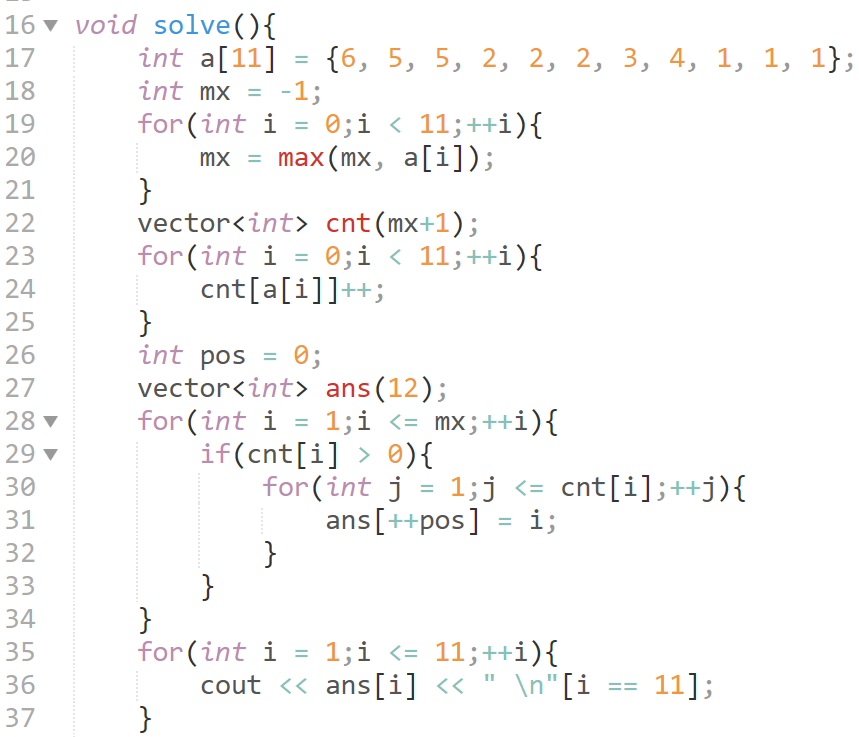 16 void solve(){
17     int a[11] = {6, 5, 5, 2, 2, 2, 3, 4, 1, 1, 1};
18     int mx = -1;
19     for(int i = 0;i < 11;++i){
20         mx = max(mx, a[i]);
21     }
22     vector<int> cnt(mx+1);
23     for(int i = 0;i < 11;++i){
24         cnt[a[i]]++;
25     }
26     int pos = 0;
27     vector<int> ans(12);
28     for(int i = 1;i <= mx;++i){
29         if(cnt[i] > 0){
30             for(int j = 1;j <= cnt[i];++j){
31                 ans[++pos] = i;
32             }
33         }
34     }
35     for(int i = 1;i <= 11;++i){
36         cout << ans[i] << " \n"[i == 11];
37     }